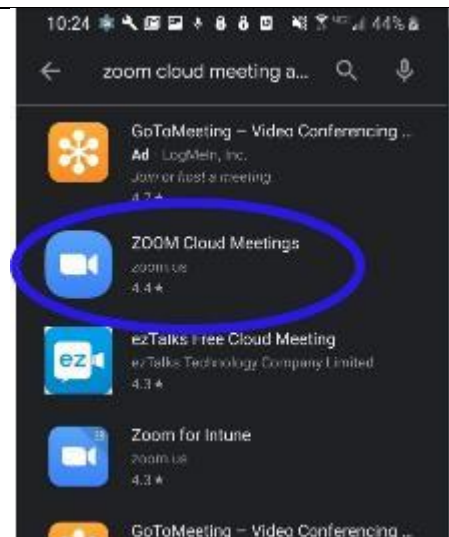 10:24 44%
zoom cloud meeting a...
GoToMeeting – Video Conferencing ...
Ad LogMeIn, Inc.
Join or host a meeting.
4.2★
ZOOM Cloud Meetings
zoom.us
4.4★
ez
ezTalks Free Cloud Meeting
ezTalks Technology Company Limited
4.3★
Zoom for Intune
zoom.us
4.3★
GoToMeeting – Video Conferencing ...